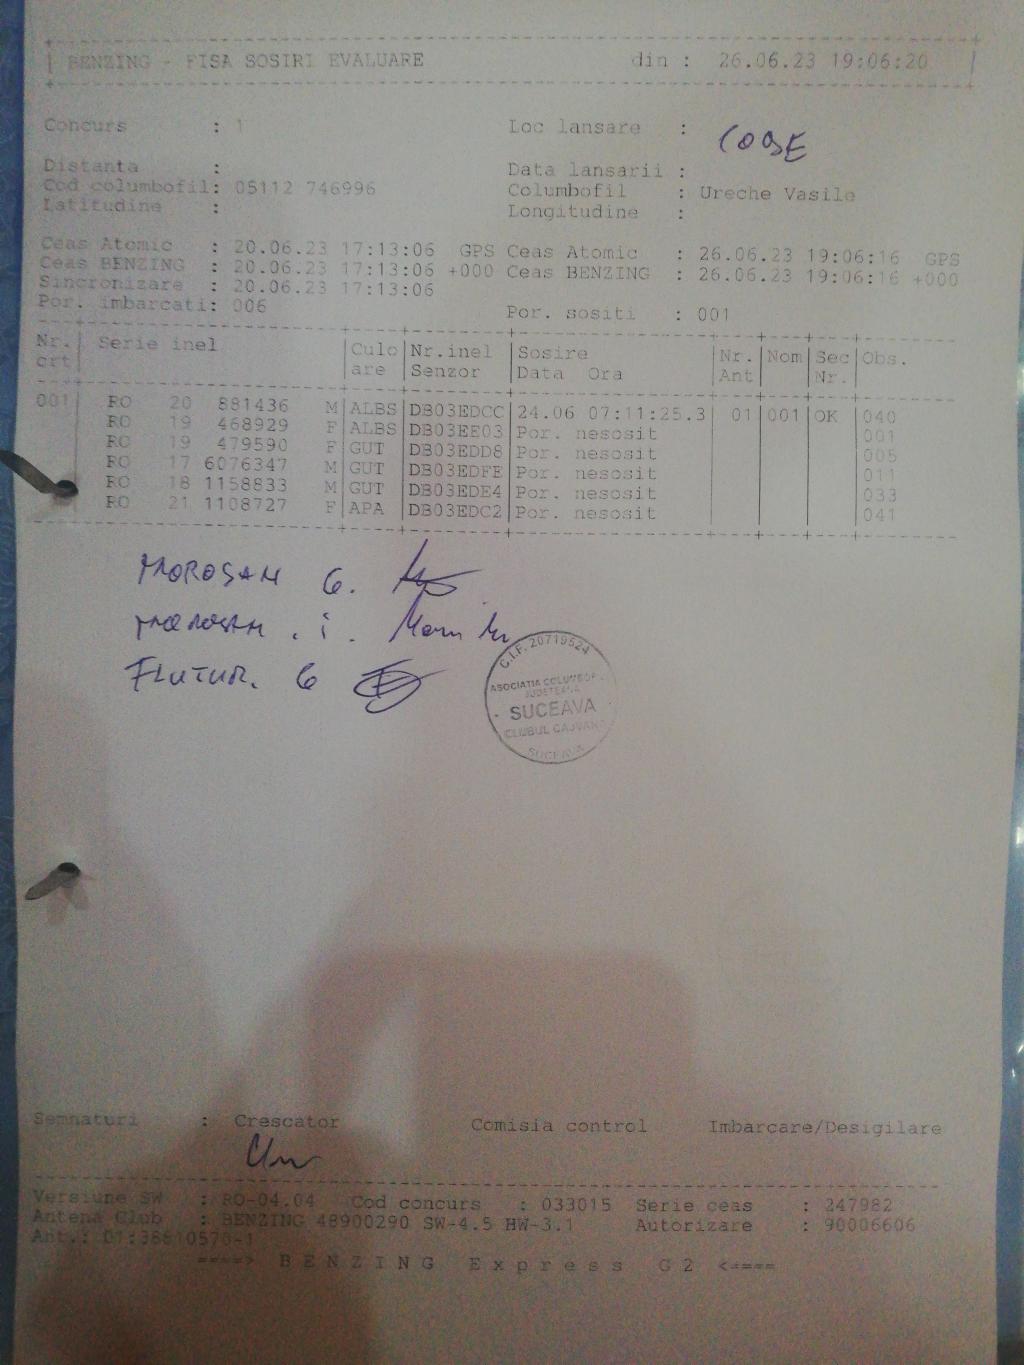 BENZING - FISA SOSIRI EVALUARE din : 26.06.23 19:06:20
Concurs : 1 Loc lansare :
Distanta : Data lansarii :
Cod columbofil: 05112 746996 Columbofil : Ureche Vasile
Latitudine : Longitudine :
Ceas Atomic : 20.06.23 17:13:06 GPS Ceas Atomic : 26.06.23 19:06:16 GPS
Ceas BENZING : 20.06.23 17:13:06 +000 Ceas BENZING : 26.06.23 19:06:16 +000
Sincronizare : 20.06.23 17:13:06
Por. imbarcati: 006 Por. sositi : 001
Nr. Serie inel Culo Nr.inel Sosire Nr. Nom Sec Obs.
crt are Senzor Data Ora Ant Nr.
001 RO 20 881436 M ALBS DB03EDCC 24.06 07:11:25.3 01 001 OK 040
RO 19 468929 F ALBS DB03EE03 Por. nesosit 001
RO 19 479590 F GUT DB03EDD8 Por. nesosit 005
RO 17 6076347 M GUT DB03EDFE Por. nesosit 011
RO 18 1158833 M GUT DB03EDE4 Por. nesosit 033
RO 21 1108727 F APA DB03EDC2 Por. nesosit 041
MOROSAN G.
FLUTUR. G
C.I.F. 20719524
ASOCIATIA
JUDETEANA
SUCEAVA
CLUBUL
SUCEAVA
Semnaturi : Crescator Comisia control Imbarcare/Desigilare
Versiune SW : RO-04.04 Cod concurs : 033015 Serie ceas : 247982
Antena Club : BENZING 48900290 SW-4.5 HW-3.1 Autorizare : 90006606
Ant.:
====> BENZING Express G2 <====